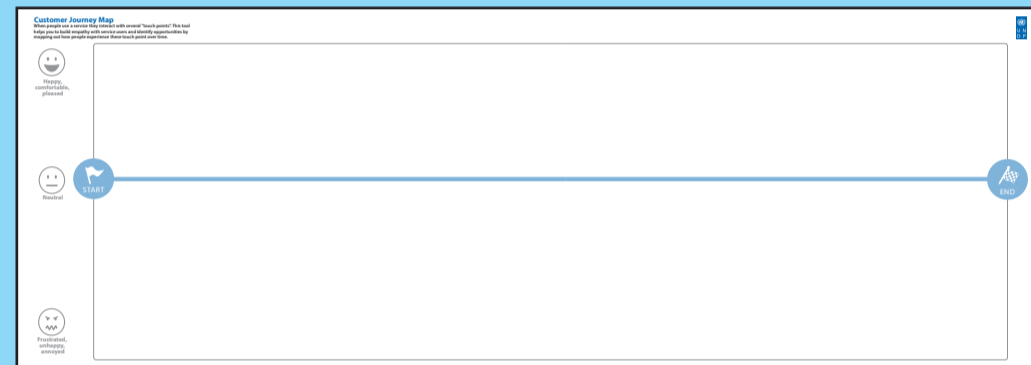 Customer Journey Map
When people use a service they interact with several "touch points". This tool
helps you to build empathy with service users and identify opportunities by
mapping out how people experience these touch point over time.
U N
D P
Happy,
comfortable,
pleased
Neutral
START
END
Frustrated,
unhappy,
annoyed